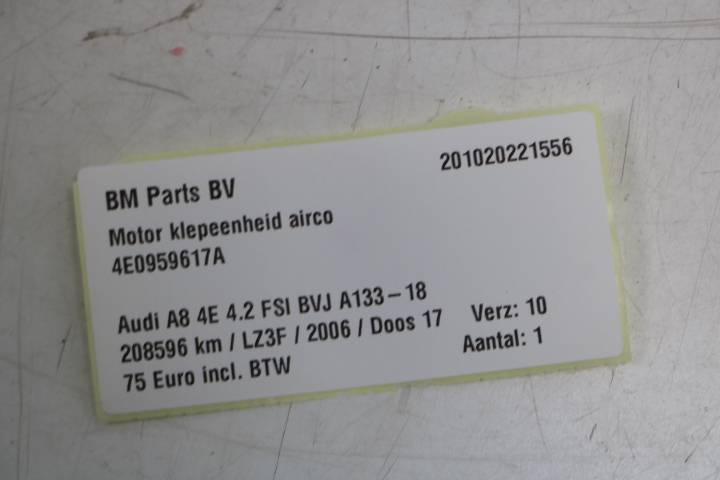 BM Parts BV
201020221556
Motor klepeenheid airco
4E0959617A
Audi A8 4E 4.2 FSI BVJ A133-18
208596 km / LZ3F / 2006 / Doos 17
Verz: 10
75 Euro incl. BTW
Aantal: 1